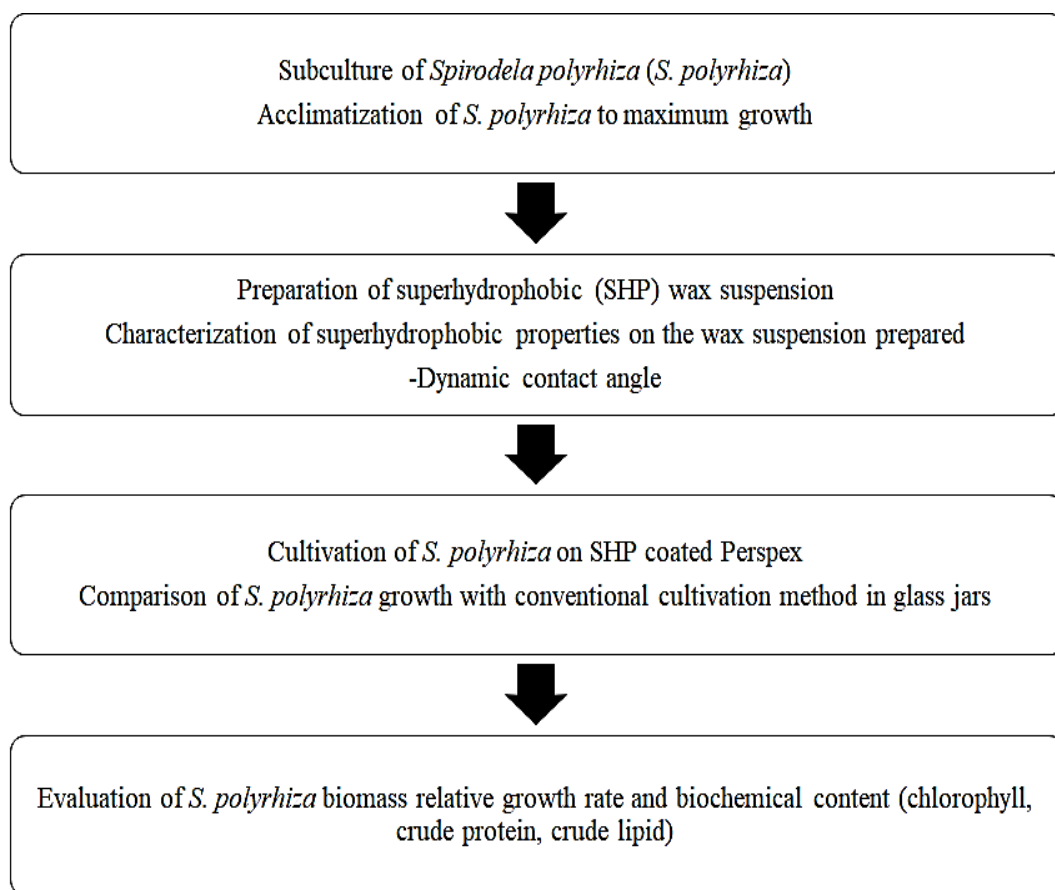 Subculture of Spirodela polyrhiza (S. polyrhiza)
Acclimatization of S. polyrhiza to maximum growth
Preparation of superhydrophobic (SHP) wax suspension
Characterization of superhydrophobic properties on the wax suspension prepared
-Dynamic contact angle
Cultivation of S. polyrhiza on SHP coated Perspex
Comparison of S. polyrhiza growth with conventional cultivation method in glass jars
Evaluation of S. polyrhiza biomass relative growth rate and biochemical content (chlorophyll,
crude protein, crude lipid)